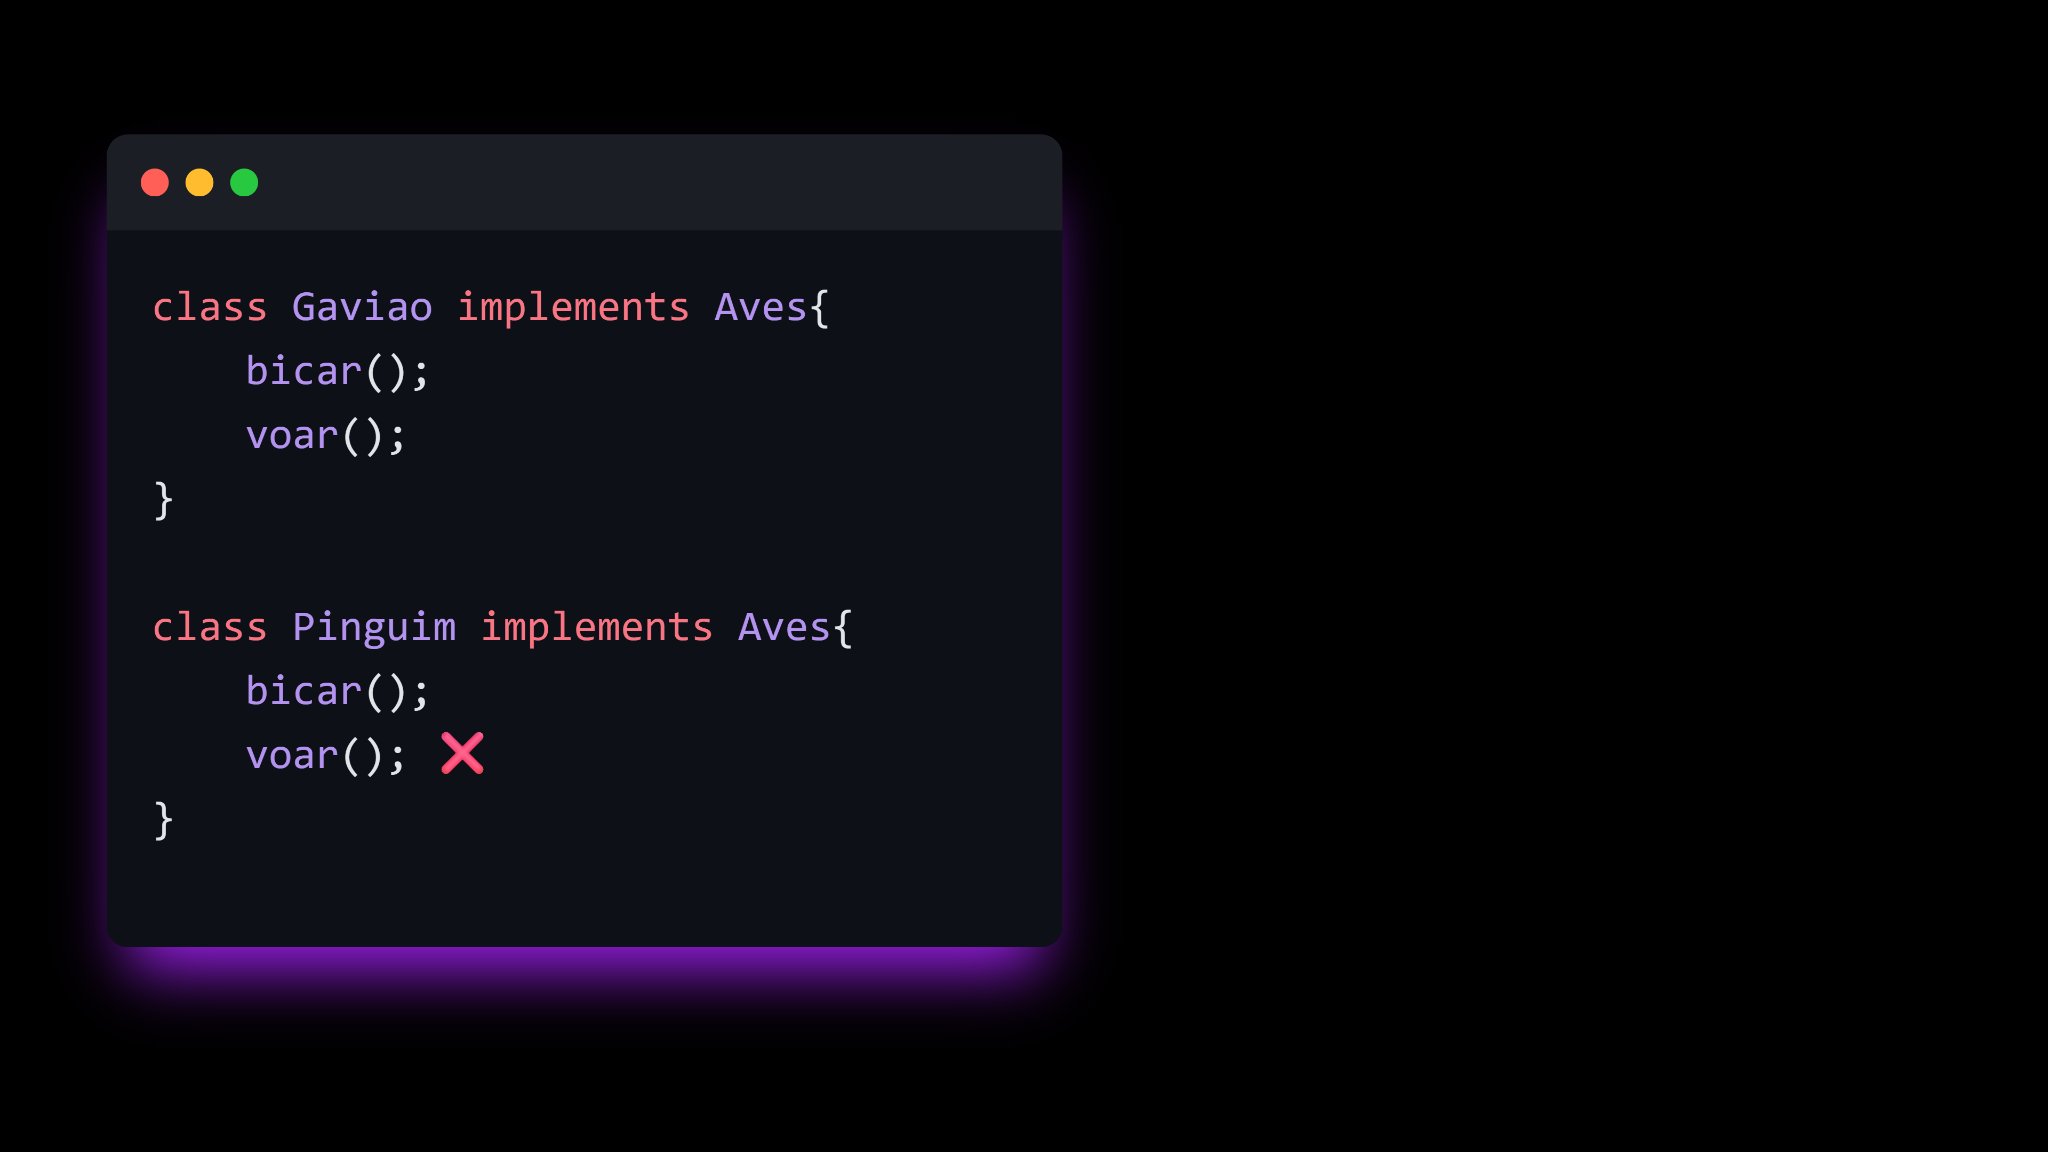 class Gaviao implements Aves{
    bicar();
    voar();
}
class Pinguim implements Aves{
    bicar();
    voar(); ❌
}